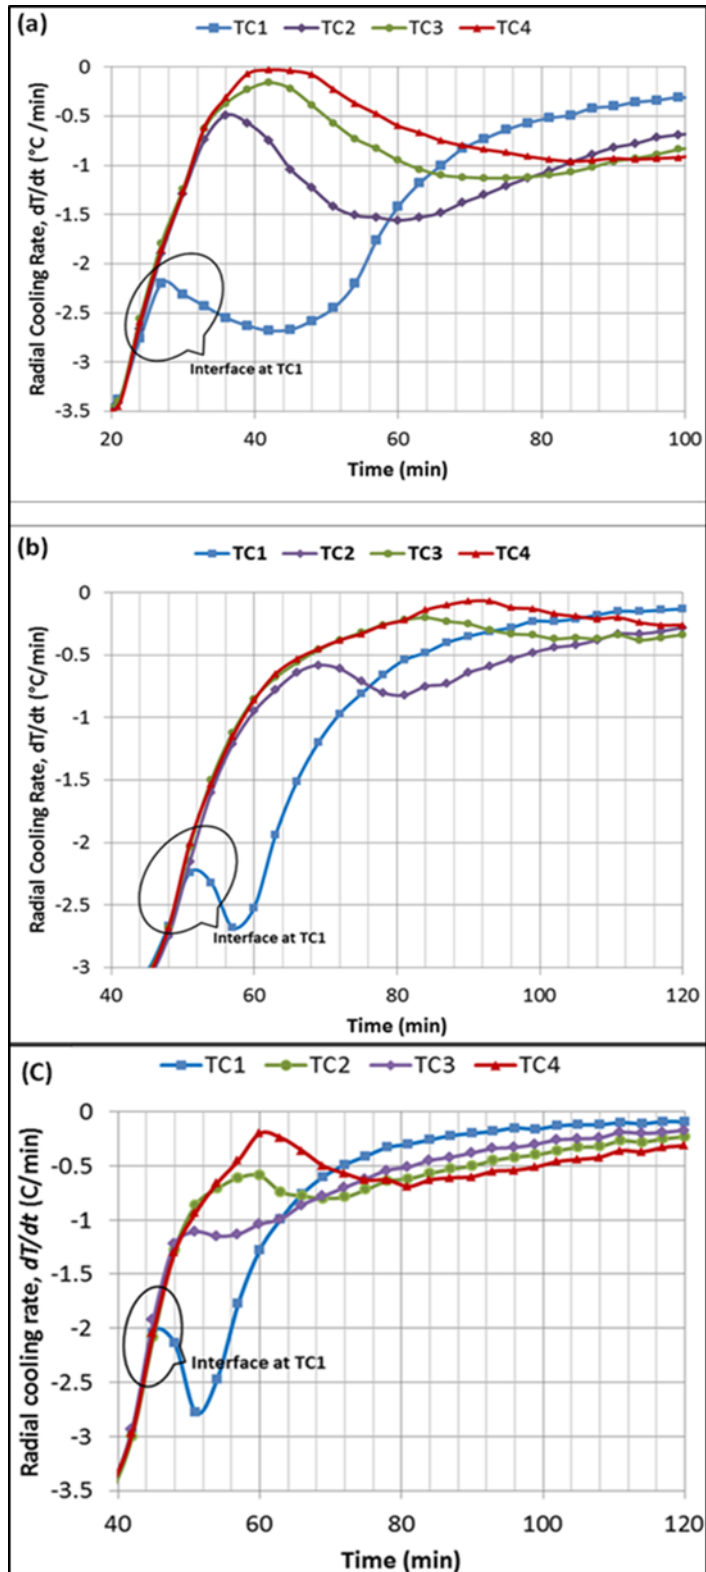 (a)
TC1 TC2 TC3 TC4
Radial Cooling Rate, dT/dt (°C /min)
0
-0.5
-1
-1.5
-2
-2.5
-3
-3.5
Interface at TC1
20 40 60 80 100
Time (min)
(b)
TC1 TC2 TC3 TC4
Radial Cooling Rate, dT/dt (°C/min)
0
-0.5
-1
-1.5
-2
-2.5
-3
Interface at TC1
40 60 80 100 120
Time (min)
(C)
TC1 TC2 TC3 TC4
Radial cooling rate, dT/dt (C/min)
0
-0.5
-1
-1.5
-2
-2.5
-3
-3.5
Interface at TC1
40 60 80 100 120
Time (min)